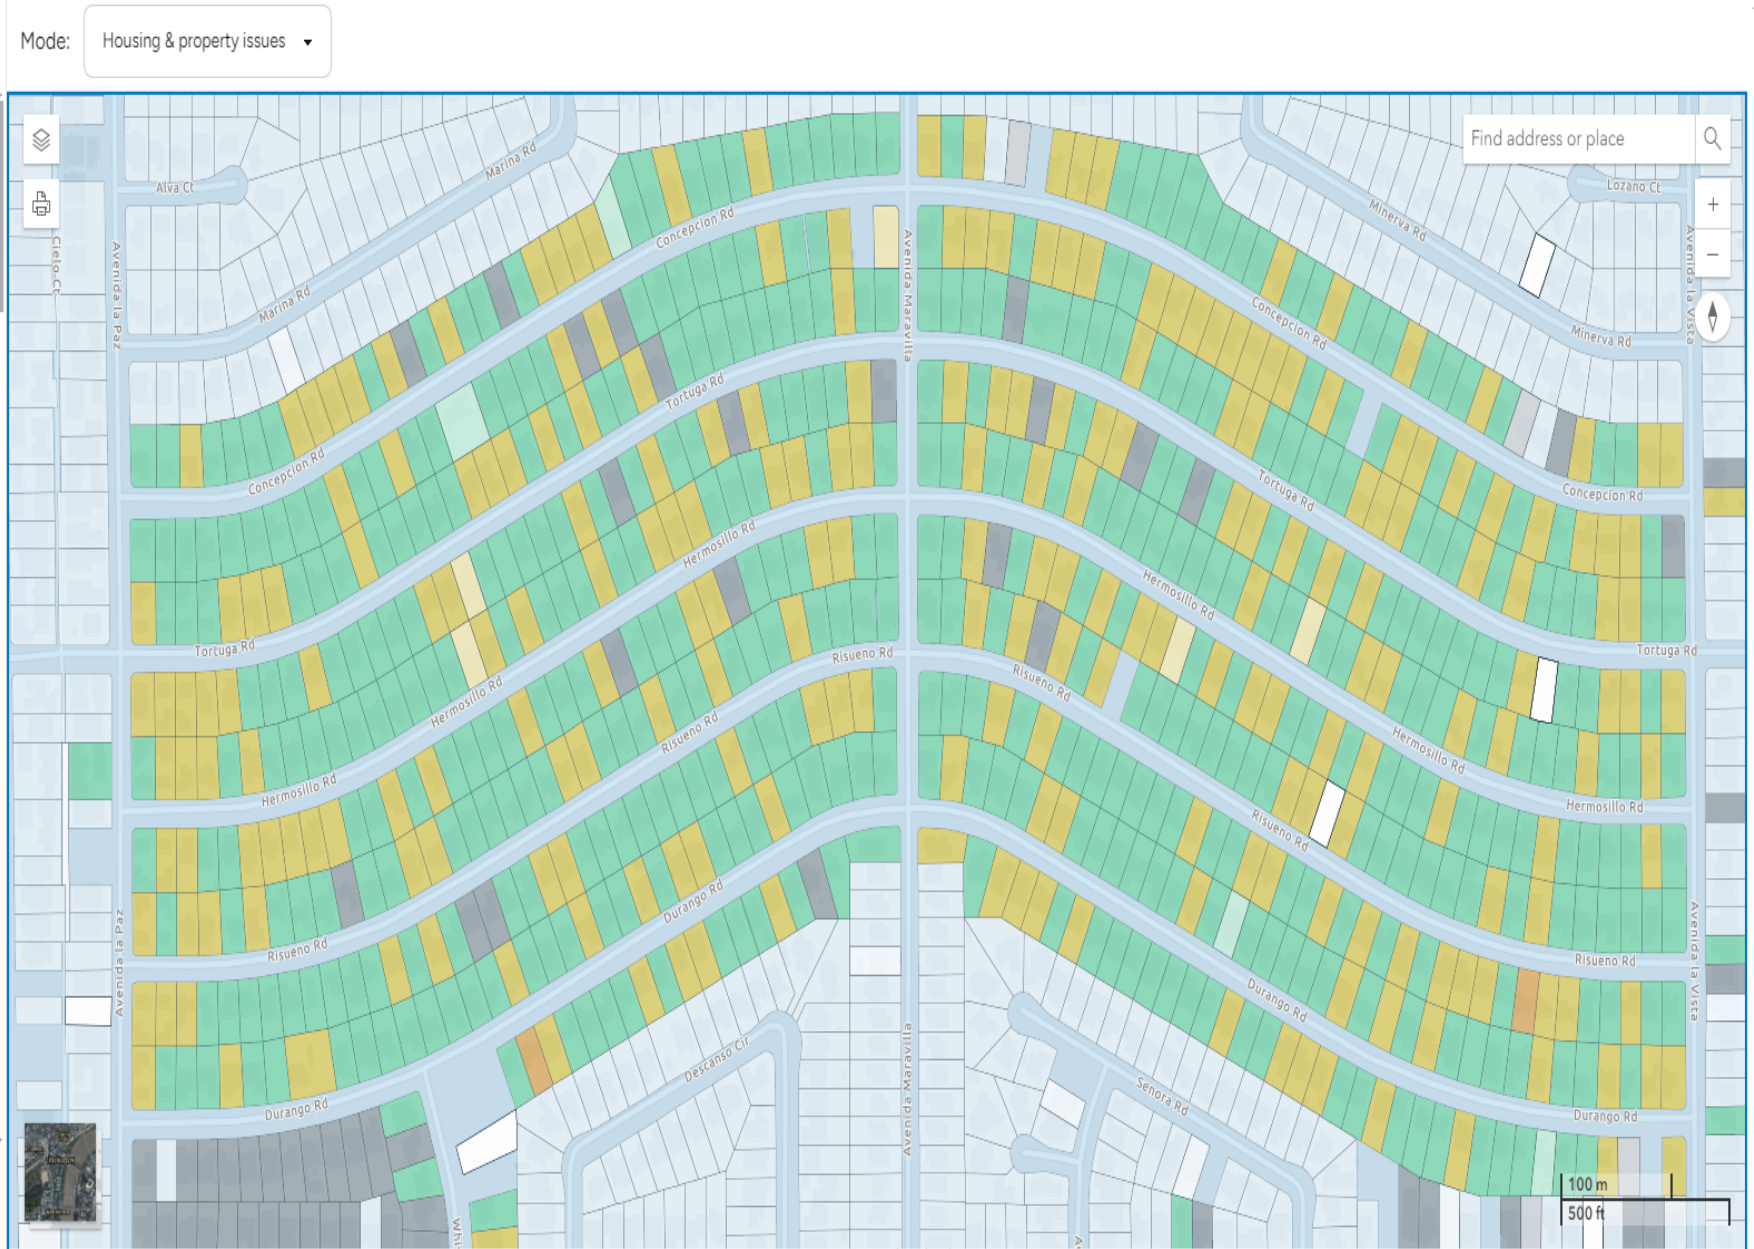 Mode: Housing & property issues
Find address or place
Alva Ct
Marina Rd
Marina Rd
Cielo Ct
Avenida la Paz
Concepcion Rd
Avenida Maravilla
Minerva Rd
Lozano Ct
Avenida la Vista
Minerva Rd
Concepcion Rd
Tortuga Rd
Concepcion Rd
Concepcion Rd
Tortuga Rd
Hermosillo Rd
Hermosillo Rd
Tortuga Rd
Tortuga Rd
Risueno Rd
Risueno Rd
Hermosillo Rd
Risueno Rd
Hermosillo Rd
Hermosillo Rd
Hermosillo Rd
Risueno Rd
Durango Rd
Avenida la Paz
Risueno Rd
Risueno Rd
Avenida la Vista
Durango Rd
Descanso Cir
Avenida Maravilla
Senora Rd
Durango Rd
Durango Rd
100 m
500 ft